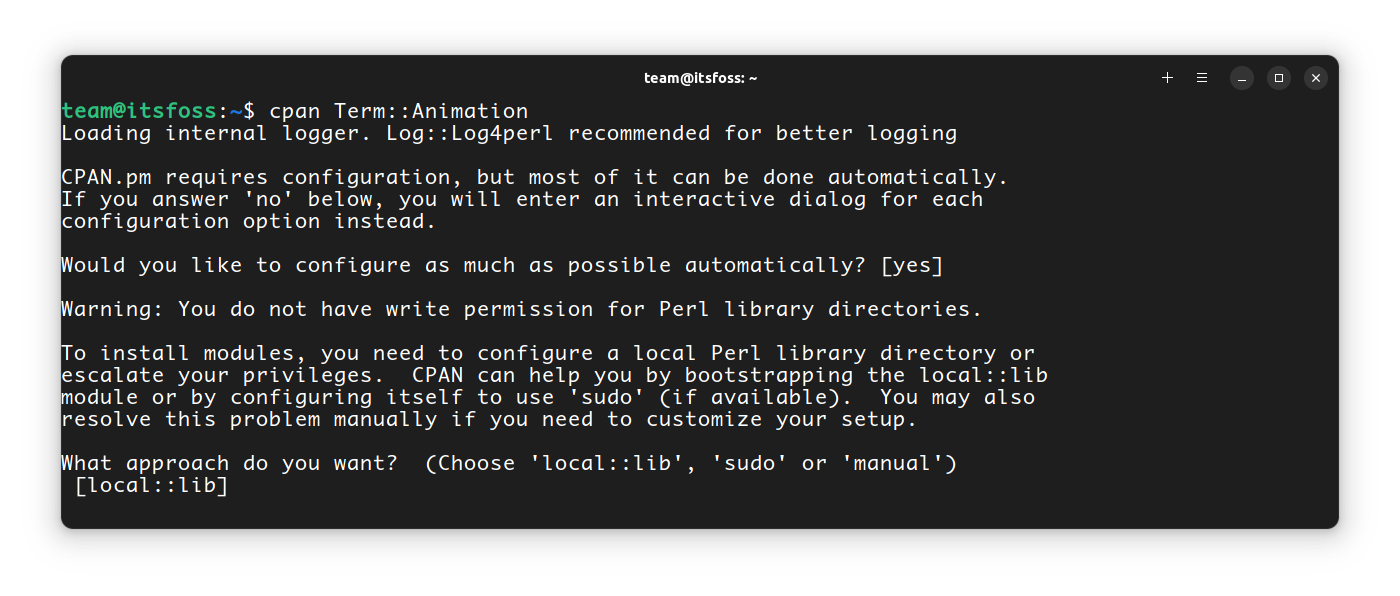 team@itsfoss: ~
team@itsfoss:~$ cpan Term::Animation
Loading internal logger. Log::Log4perl recommended for better logging
CPAN.pm requires configuration, but most of it can be done automatically.
If you answer 'no' below, you will enter an interactive dialog for each
configuration option instead.
Would you like to configure as much as possible automatically? [yes]
Warning: You do not have write permission for Perl library directories.
To install modules, you need to configure a local Perl library directory or
escalate your privileges.  CPAN can help you by bootstrapping the local::lib
module or by configuring itself to use 'sudo' (if available).  You may also
resolve this problem manually if you need to customize your setup.
What approach do you want?  (Choose 'local::lib', 'sudo' or 'manual')
[local::lib]